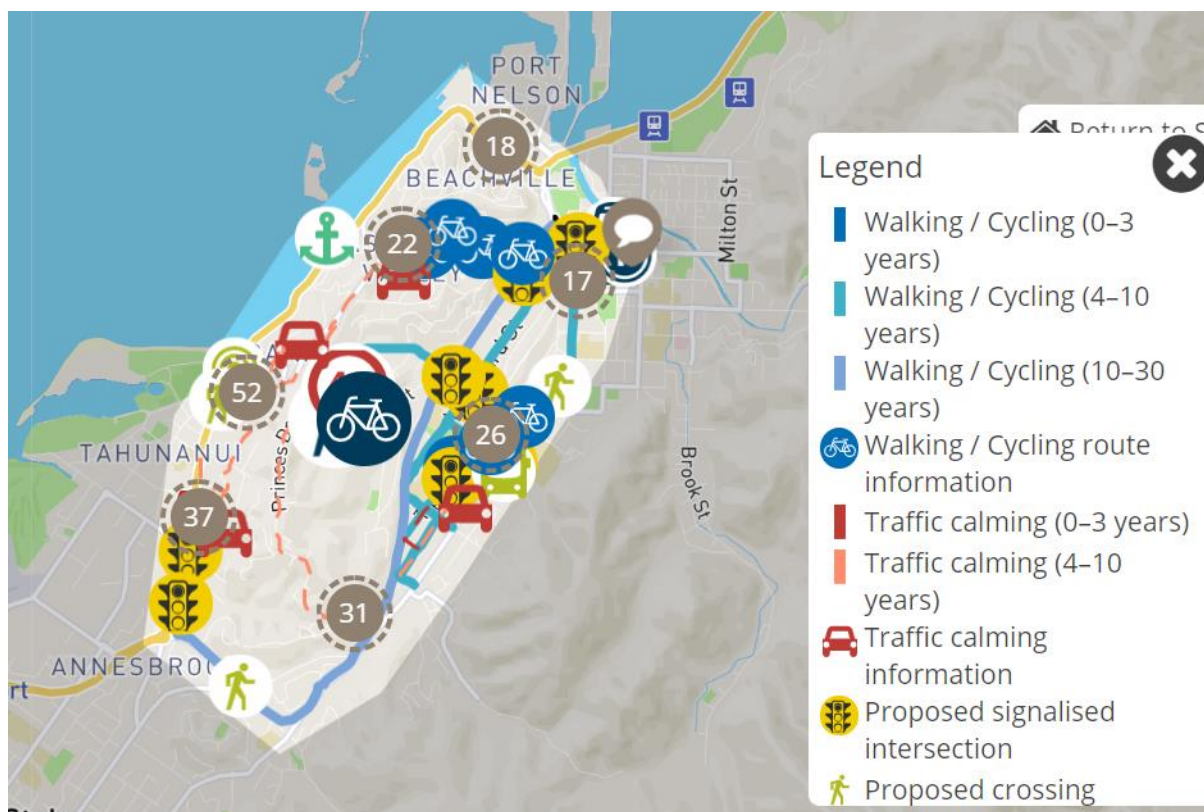 PORT
NELSON
18
BEACHVILLE
Milton St
22
17
52
Princes
26
TAHUNANUI
Brook St
37
31
ANNESBROO
rt
Return to S
Legend
Walking / Cycling (0–3
years)
Walking / Cycling (4–10
years)
Walking / Cycling (10–30
years)
Walking / Cycling route
information
Traffic calming (0–3 years)
Traffic calming (4–10
years)
Traffic calming
information
Proposed signalised
intersection
Proposed crossing